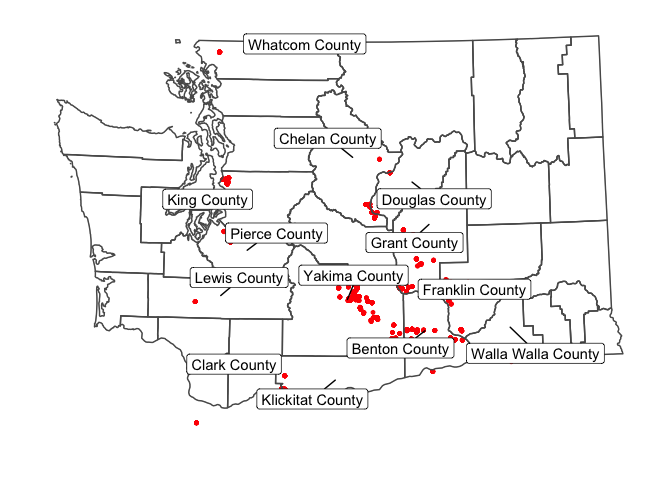 Whatcom County
Chelan County
King County
Douglas County
Pierce County
Grant County
Lewis County
Yakima County
Franklin County
Benton County
Walla Walla County
Clark County
Klickitat County